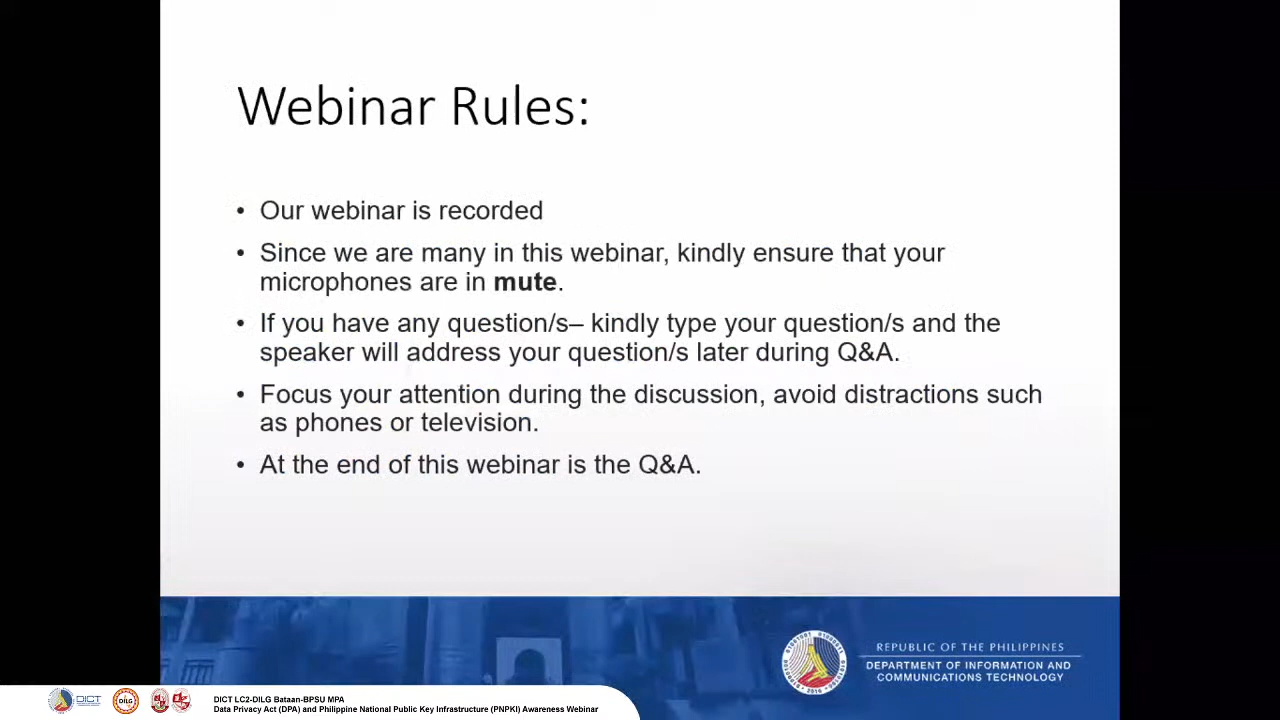 Webinar Rules:
• Our webinar is recorded
• Since we are many in this webinar, kindly ensure that your
microphones are in mute.
• If you have any question/s– kindly type your question/s and the
speaker will address your question/s later during Q&A.
• Focus your attention during the discussion, avoid distractions such
as phones or television.
• At the end of this webinar is the Q&A.
REPUBLIC OF THE PHILIPPINES
DEPARTMENT OF INFORMATION AND
COMMUNICATIONS TECHNOLOGY
2016
DICT
DILG
DICT LC2-DILG Bataan-BPSU MPA
Data Privacy Act (DPA) and Philippine National Public Key Infrastructure (PNPKI) Awareness Webinar